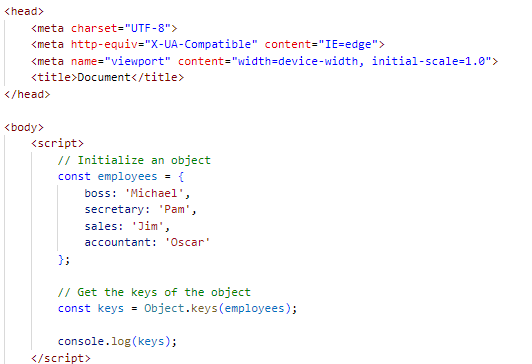 <head>
    <meta charset="UTF-8">
    <meta http-equiv="X-UA-Compatible" content="IE=edge">
    <meta name="viewport" content="width=device-width, initial-scale=1.0">
    <title>Document</title>
</head>

<body>
    <script>
        // Initialize an object
        const employees = {
            boss: 'Michael',
            secretary: 'Pam',
            sales: 'Jim',
            accountant: 'Oscar'
        };

        // Get the keys of the object
        const keys = Object.keys(employees);

        console.log(keys);
    </script>